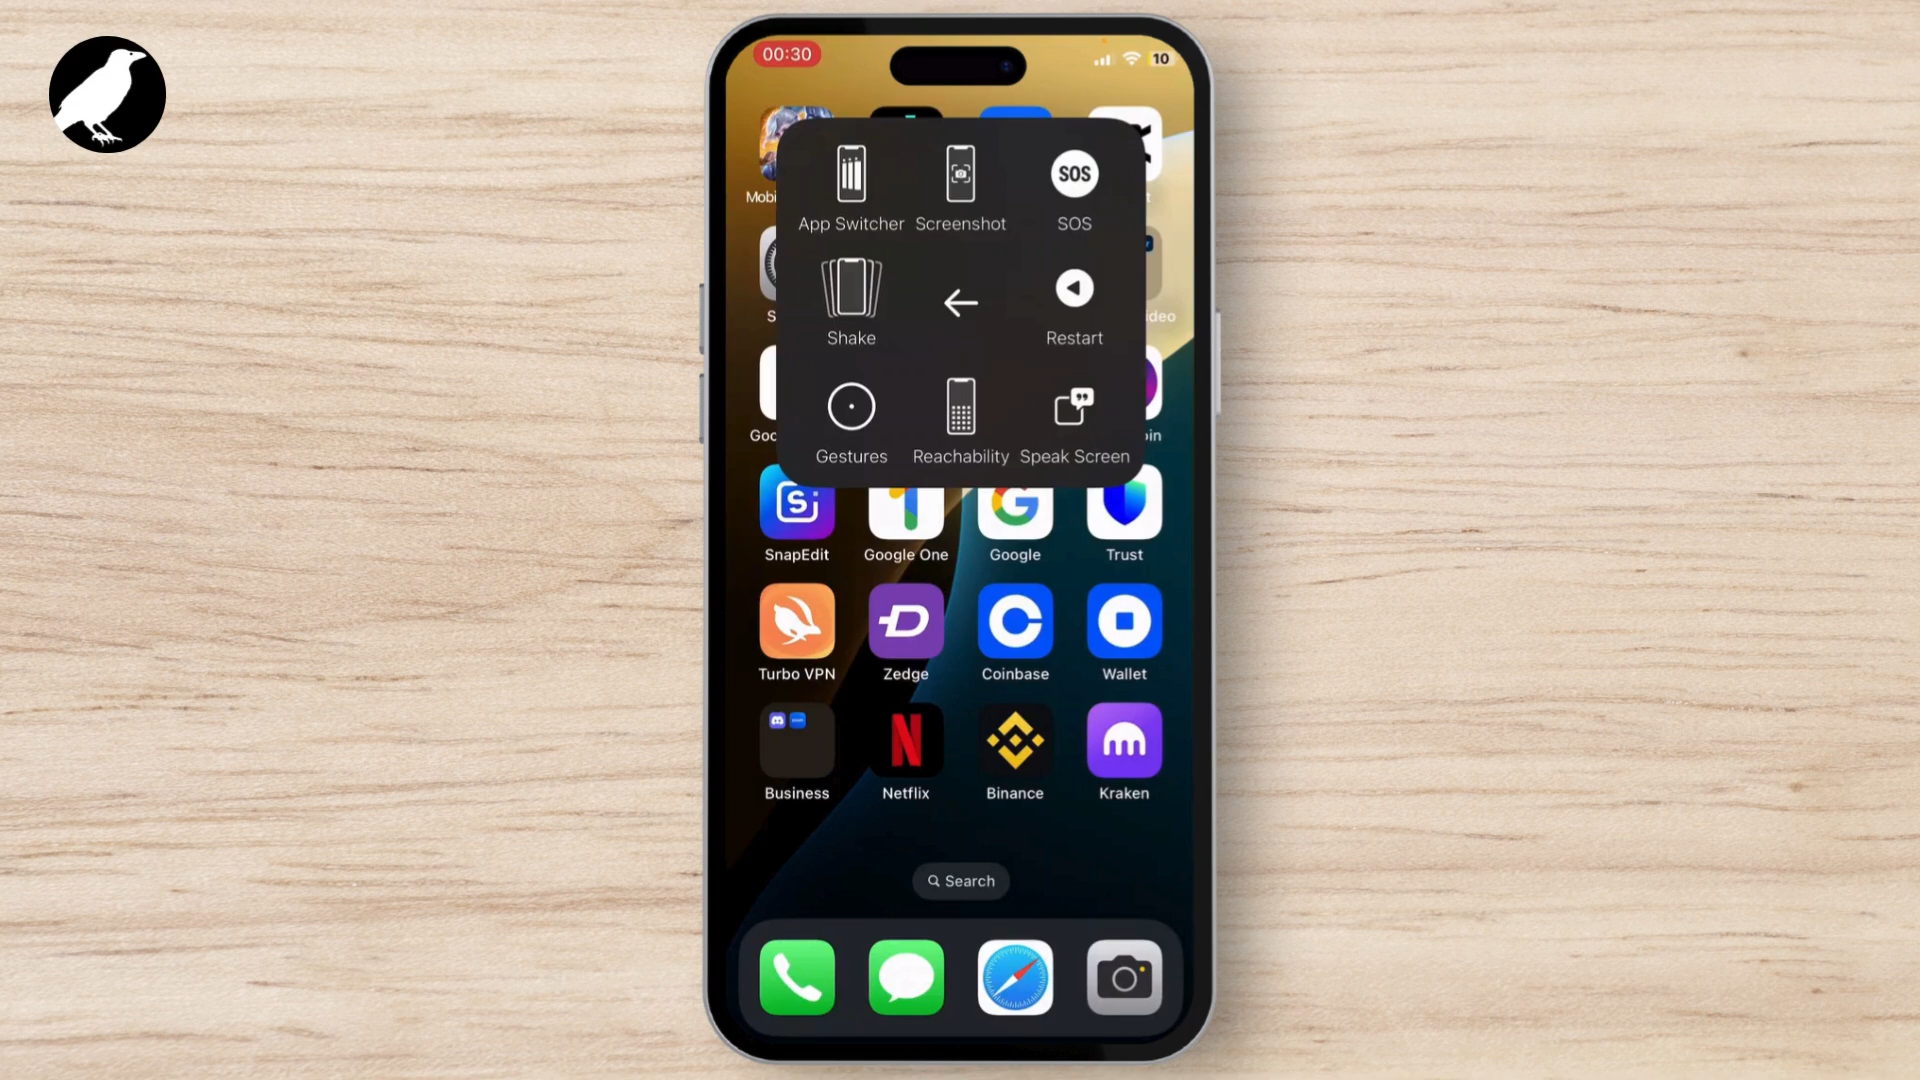 00:30
10
App Switcher Screenshot SOS
Shake Restart
Gestures Reachability Speak Screen
SnapEdit Google One Google Trust
Turbo VPN Zedge Coinbase Wallet
Business Netflix Binance Kraken
Search